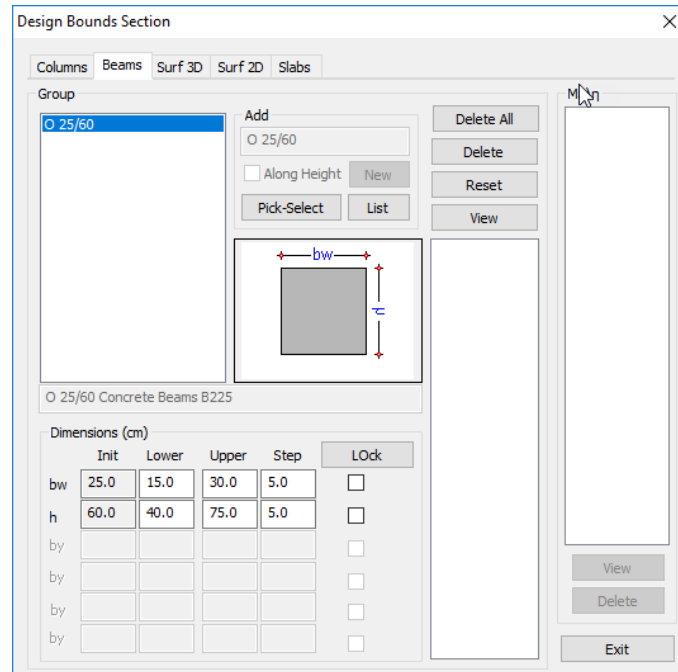 Design Bounds Section
Columns Beams Surf 3D Surf 2D Slabs
Group
O 25/60
Add
O 25/60
Along Height New
Pick-Select List
Delete All
Delete
Reset
View
bw
h
O 25/60 Concrete Beams B225
Dimensions (cm)
Init Lower Upper Step LOck
bw 25.0 15.0 30.0 5.0
h 60.0 40.0 75.0 5.0
by
by
by
by
View
Delete
Exit